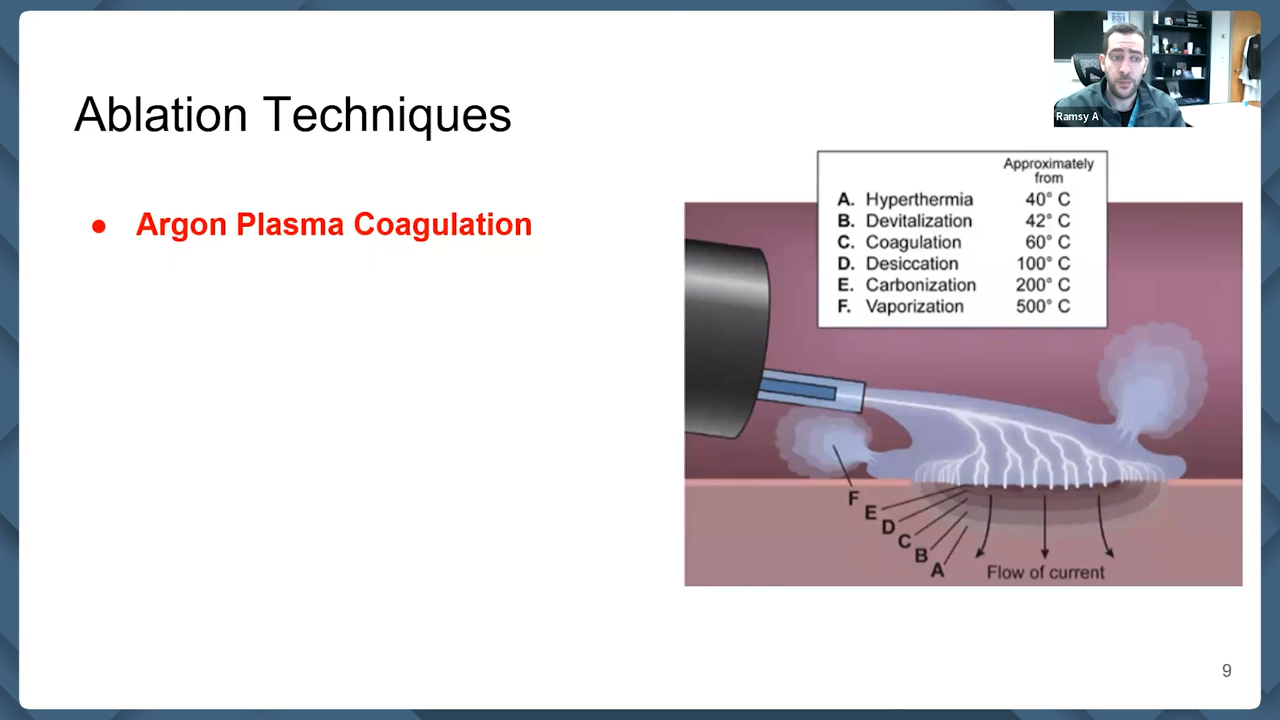 Ramsy A
Ablation Techniques
● Argon Plasma Coagulation
Approximately
from
A. Hyperthermia 40° C
B. Devitalization 42° C
C. Coagulation 60° C
D. Desiccation 100° C
E. Carbonization 200° C
F. Vaporization 500° C
F
E
D
C
B
A
Flow of current
9